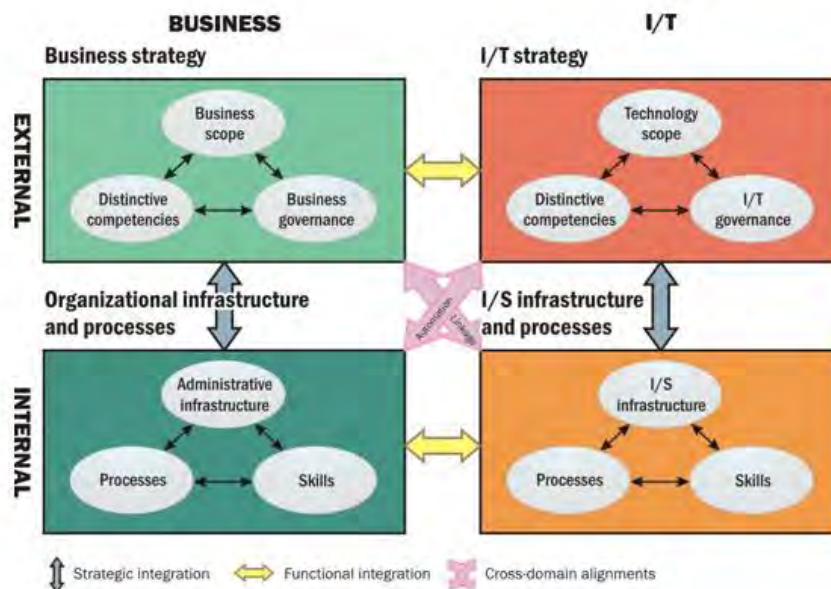 BUSINESS
I/T
Business strategy
I/T strategy
EXTERNAL
Business
scope
Distinctive
competencies
Business
governance
Technology
scope
Distinctive
competencies
I/T
governance
Organizational infrastructure
and processes
Automation
Linkage
I/S infrastructure
and processes
INTERNAL
Administrative
infrastructure
Processes
Skills
I/S
infrastructure
Processes
Skills
Strategic integration
Functional integration
Cross-domain alignments